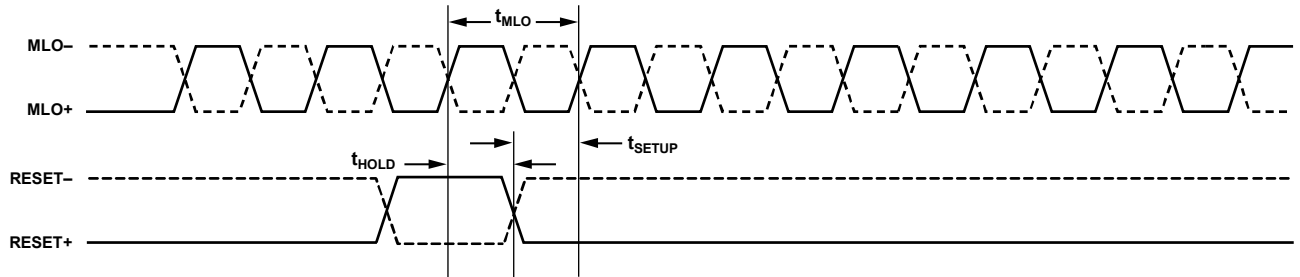 tMLO
MLO–
MLO+
tHOLD
tSETUP
RESET–
RESET+